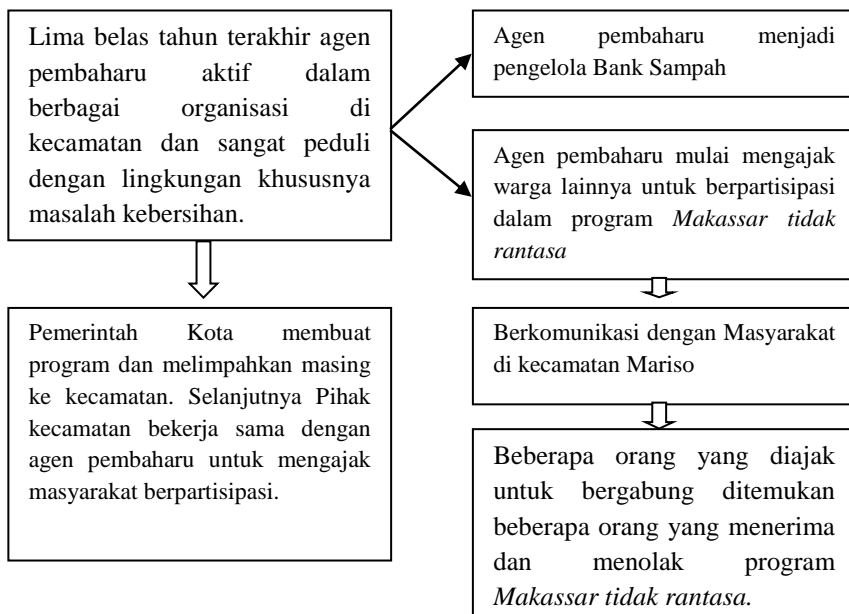 Lima belas tahun terakhir agen
pembaharu aktif dalam
berbagai organisasi di
kecamatan dan sangat peduli
dengan lingkungan khususnya
masalah kebersihan.
Agen pembaharu menjadi
pengelola Bank Sampah
Agen pembaharu mulai mengajak
warga lainnya untuk berpartisipasi
dalam program Makassar tidak
rantasa
Pemerintah Kota membuat
program dan melimpahkan masing
ke kecamatan. Selanjutnya Pihak
kecamatan bekerja sama dengan
agen pembaharu untuk mengajak
masyarakat berpartisipasi.
Berkomunikasi dengan Masyarakat
di kecamatan Mariso
Beberapa orang yang diajak
untuk bergabung ditemukan
beberapa orang yang menerima
dan menolak program
Makassar tidak rantasa.